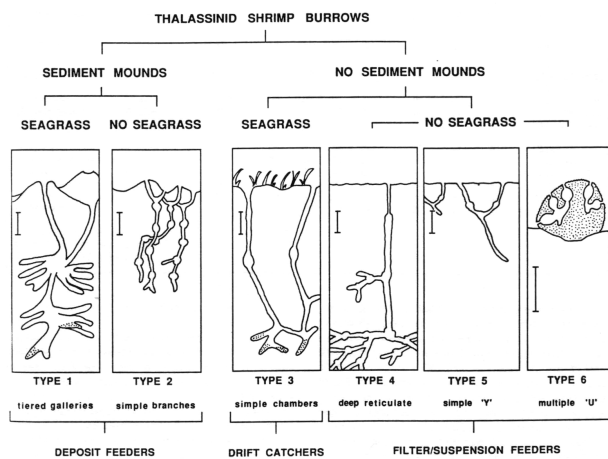 THALASSINID SHRIMP BURROWS
SEDIMENT MOUNDS
NO SEDIMENT MOUNDS
SEAGRASS
NO SEAGRASS
SEAGRASS
NO SEAGRASS
TYPE 1
TYPE 2
TYPE 3
TYPE 4
TYPE 5
TYPE 6
tiered galleries
simple branches
simple chambers
deep reticulate
simple 'Y'
multiple 'U'
DEPOSIT FEEDERS
DRIFT CATCHERS
FILTER/SUSPENSION FEEDERS